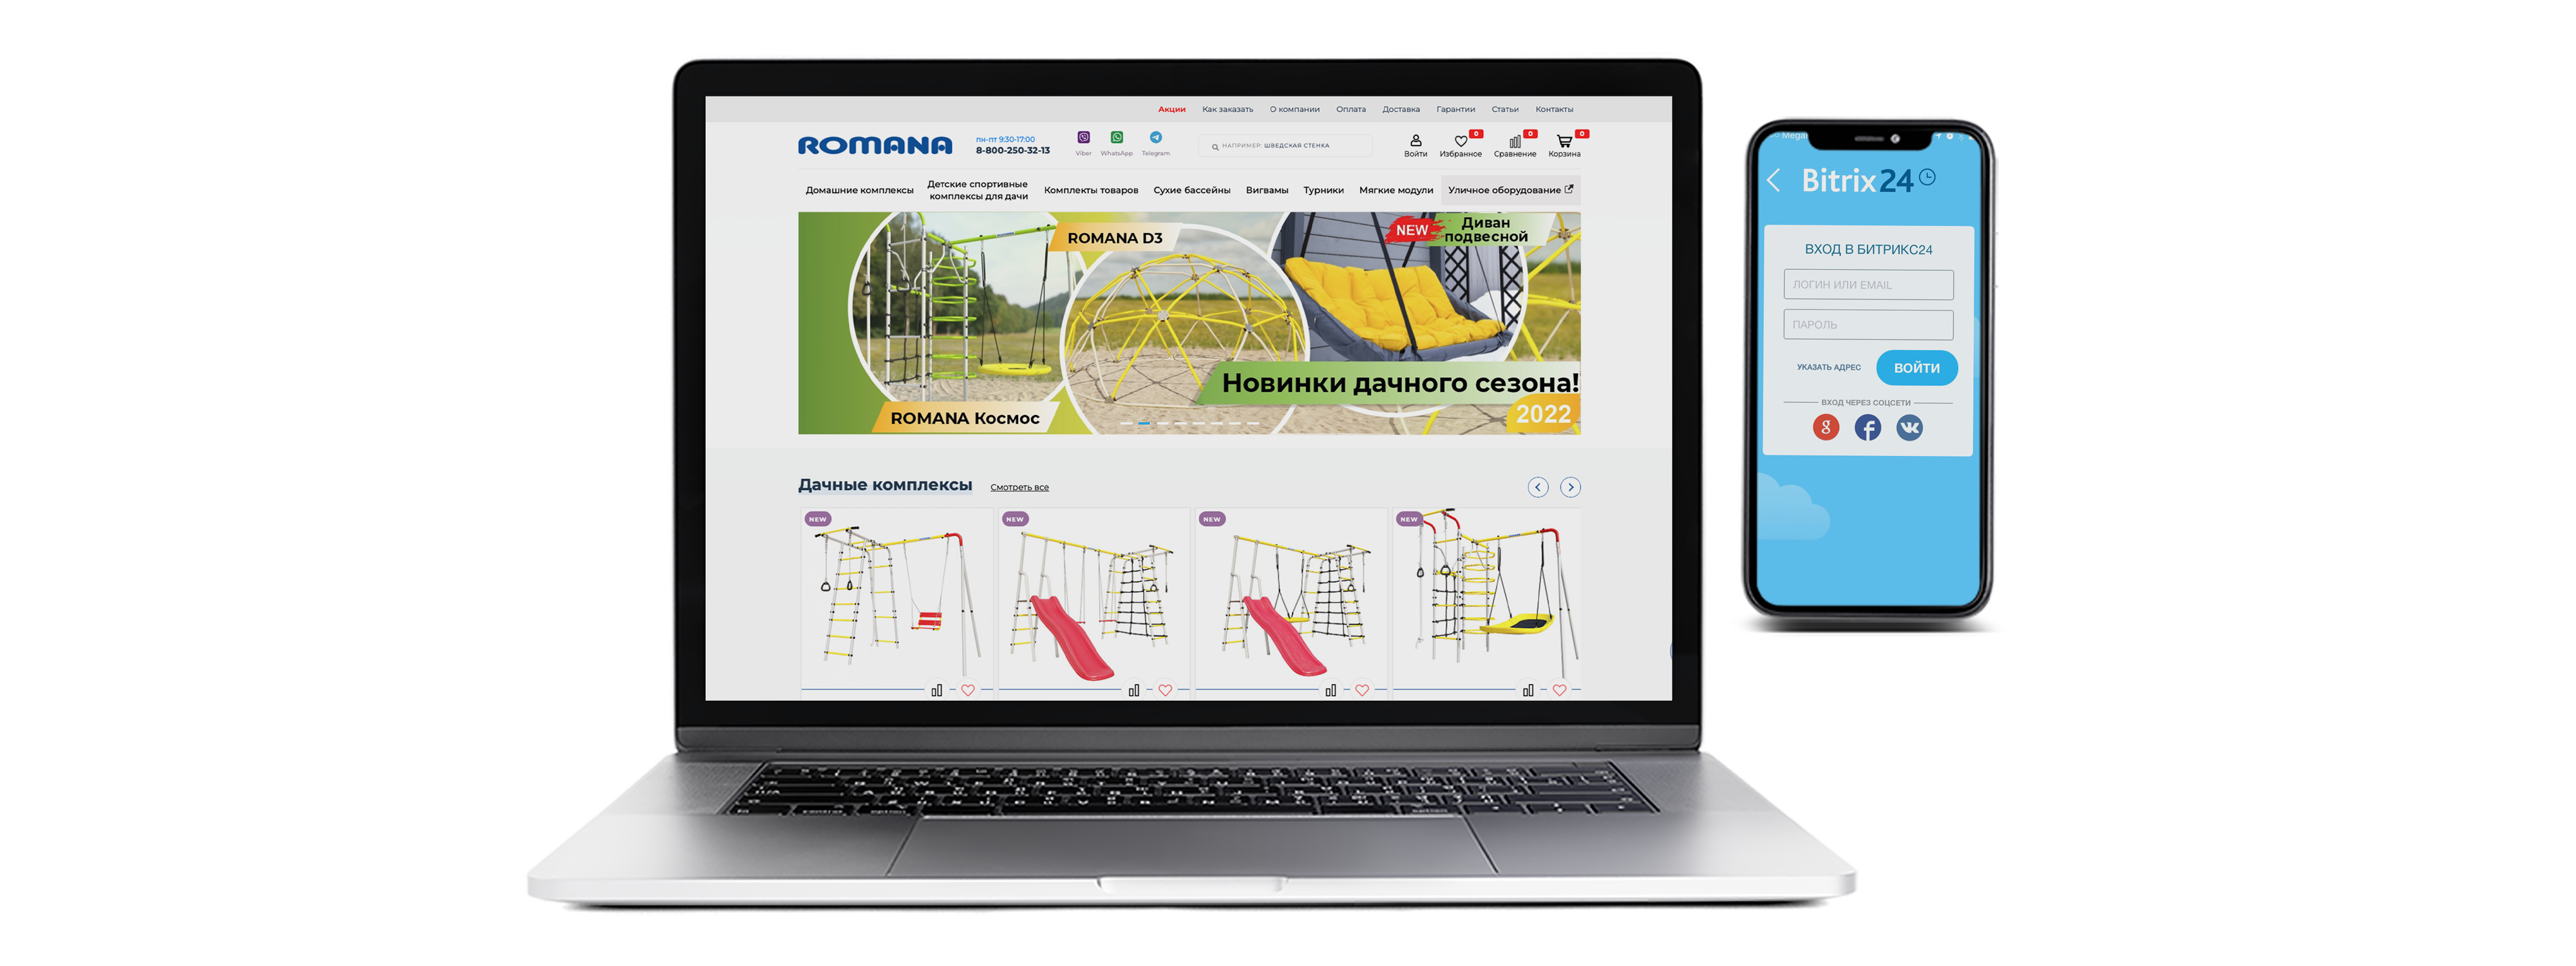 Акции Как заказать О компании Оплата Доставка Гарантии Статьи Контакты
ROMANA
пн-пт 9:30-17:00
8-800-250-32-13
Viber WhatsApp Telegram
НАПРИМЕР: ШВЕДСКАЯ СТЕНКА
0 0 0
Войти Избранное Сравнение Корзина
Домашние комплексы
Детские спортивные
комплексы для дачи
Комплекты товаров Сухие бассейны Вигвамы Турники Мягкие модули Уличное оборудование
ROMANA D3
NEW
Диван
подвесной
Новинки дачного сезона!
2022
ROMANA Космос
Дачные комплексы Смотреть все
NEW NEW NEW NEW
Bitrix24
ВХОД В БИТРИКС24
ЛОГИН ИЛИ EMAIL
ПАРОЛЬ
УКАЗАТЬ АДРЕС ВОЙТИ
ВХОД ЧЕРЕЗ СОЦСЕТИ